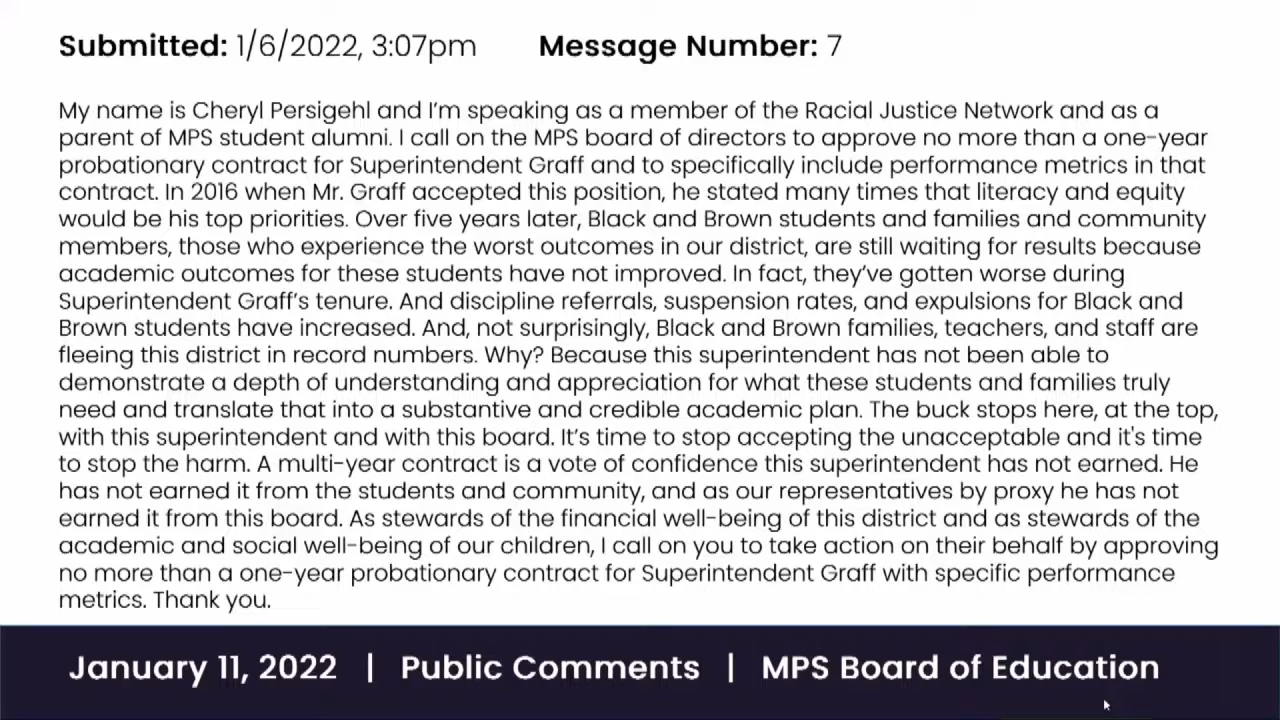 Submitted: 1/6/2022, 3:07pm Message Number: 7
My name is Cheryl Persigehl and I'm speaking as a member of the Racial Justice Network and as a
parent of MPS student alumni. I call on the MPS board of directors to approve no more than a one-year
probationary contract for Superintendent Graff and to specifically include performance metrics in that
contract. In 2016 when Mr. Graff accepted this position, he stated many times that literacy and equity
would be his top priorities. Over five years later, Black and Brown students and families and community
members, those who experience the worst outcomes in our district, are still waiting for results because
academic outcomes for these students have not improved. In fact, they've gotten worse during
Superintendent Graff's tenure. And discipline referrals, suspension rates, and expulsions for Black and
Brown students have increased. And, not surprisingly, Black and Brown families, teachers, and staff are
fleeing this district in record numbers. Why? Because this superintendent has not been able to
demonstrate a depth of understanding and appreciation for what these students and families truly
need and translate that into a substantive and credible academic plan. The buck stops here, at the top,
with this superintendent and with this board. It's time to stop accepting the unacceptable and it's time
to stop the harm. A multi-year contract is a vote of confidence this superintendent has not earned. He
has not earned it from the students and community, and as our representatives by proxy he has not
earned it from this board. As stewards of the financial well-being of this district and as stewards of the
academic and social well-being of our children, I call on you to take action on their behalf by approving
no more than a one-year probationary contract for Superintendent Graff with specific performance
metrics. Thank you.
January 11, 2022 | Public Comments | MPS Board of Education